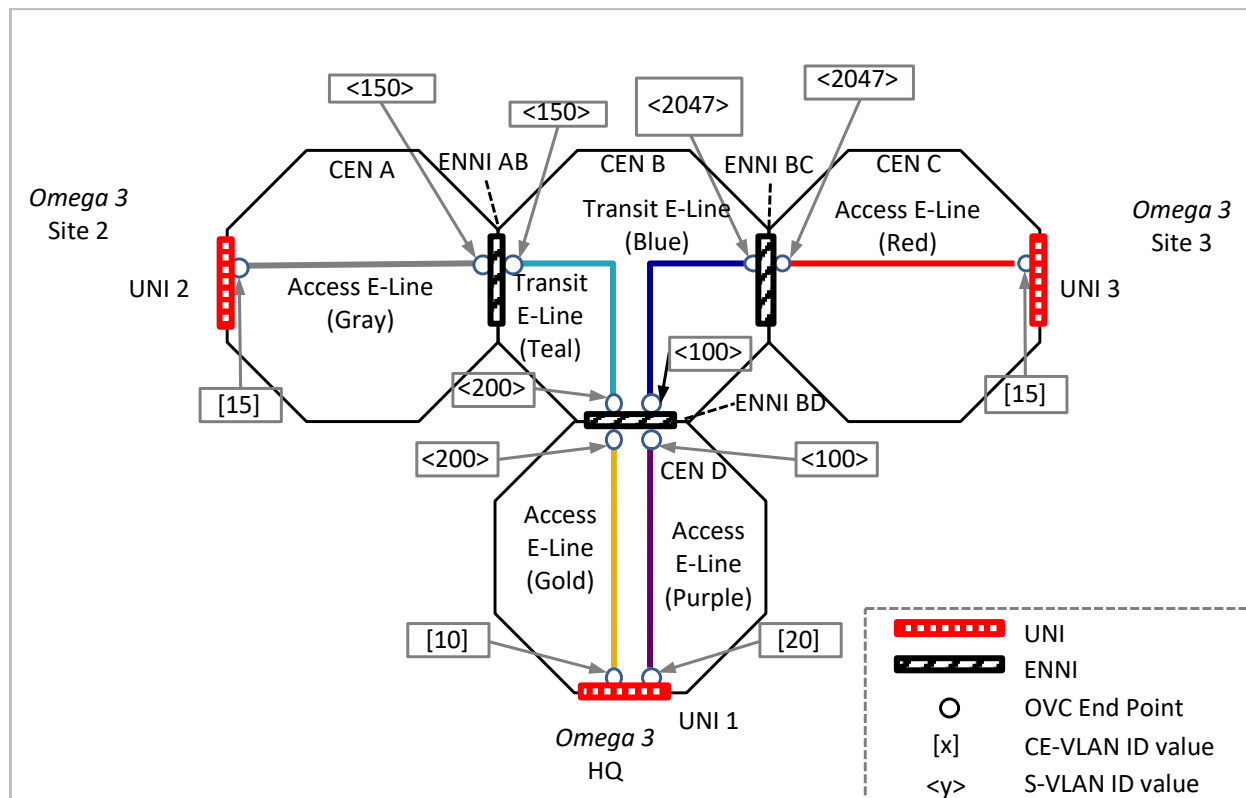 <150>
<150>
<2047>
<2047>
ENNI AB
ENNI BC
CEN A
CEN B
CEN C
Omega 3
Site 2
Transit E-Line
(Blue)
Access E-Line
(Red)
Omega 3
Site 3
UNI 2
Access E-Line
(Gray)
Transit
E-Line
(Teal)
UNI 3
[15]
<200>
<100>
[15]
ENNI BD
<200>
<100>
CEN D
Access
E-Line
(Gold)
Access
E-Line
(Purple)
[10]
[20]
UNI 1
Omega 3
HQ
UNI
ENNI
OVC End Point
[x]
CE-VLAN ID value
<y>
S-VLAN ID value